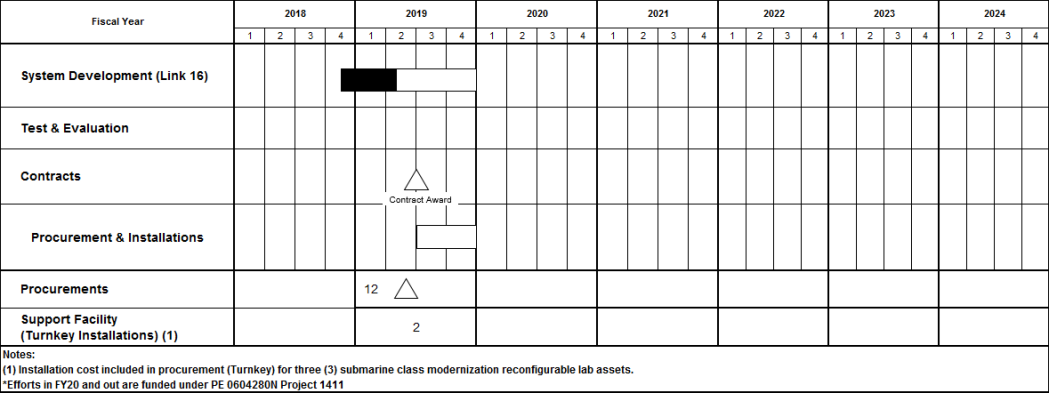 Fiscal Year 2018 2019 2020 2021 2022 2023 2024
1 2 3 4 1 2 3 4 1 2 3 4 1 2 3 4 1 2 3 4 1 2 3 4 1 2 3 4
System Development (Link 16)
Test & Evaluation
Contracts
Contract Award
Procurement & Installations
Procurements 12
Support Facility
(Turnkey Installations) (1) 2
Notes:
(1) Installation cost included in procurement (Turnkey) for three (3) submarine class modernization reconfigurable lab assets.
*Efforts in FY20 and out are funded under PE 0604280N Project 1411